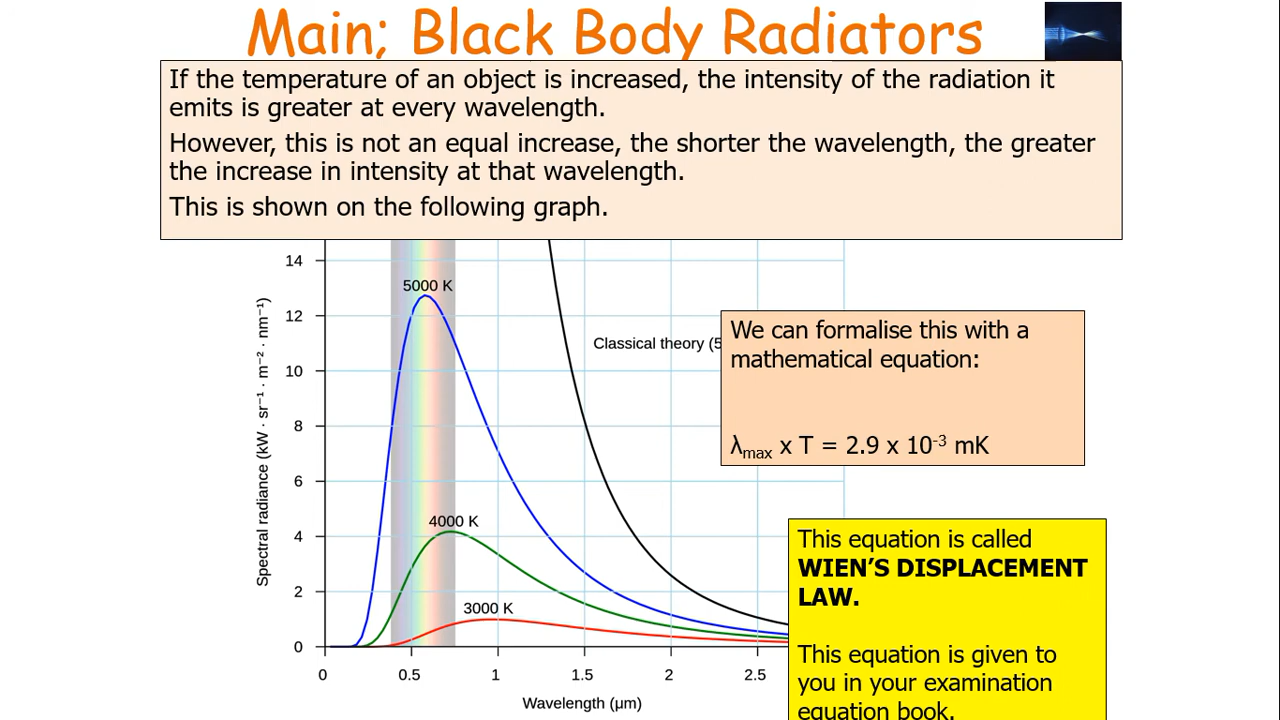 Main; Black Body Radiators
If the temperature of an object is increased, the intensity of the radiation it
emits is greater at every wavelength.
However, this is not an equal increase, the shorter the wavelength, the greater
the increase in intensity at that wavelength.
This is shown on the following graph.
14
12
10
8
6
4
2
0
Spectral radiance (kW · sr⁻¹ · m⁻² · nm⁻¹)
5000 K
4000 K
3000 K
Classical theory (5
0 0.5 1 1.5 2 2.5
Wavelength (μm)
We can formalise this with a
mathematical equation:
λmax x T = 2.9 x 10⁻³ mK
This equation is called
WIEN'S DISPLACEMENT
LAW.
This equation is given to
you in your examination
equation book.